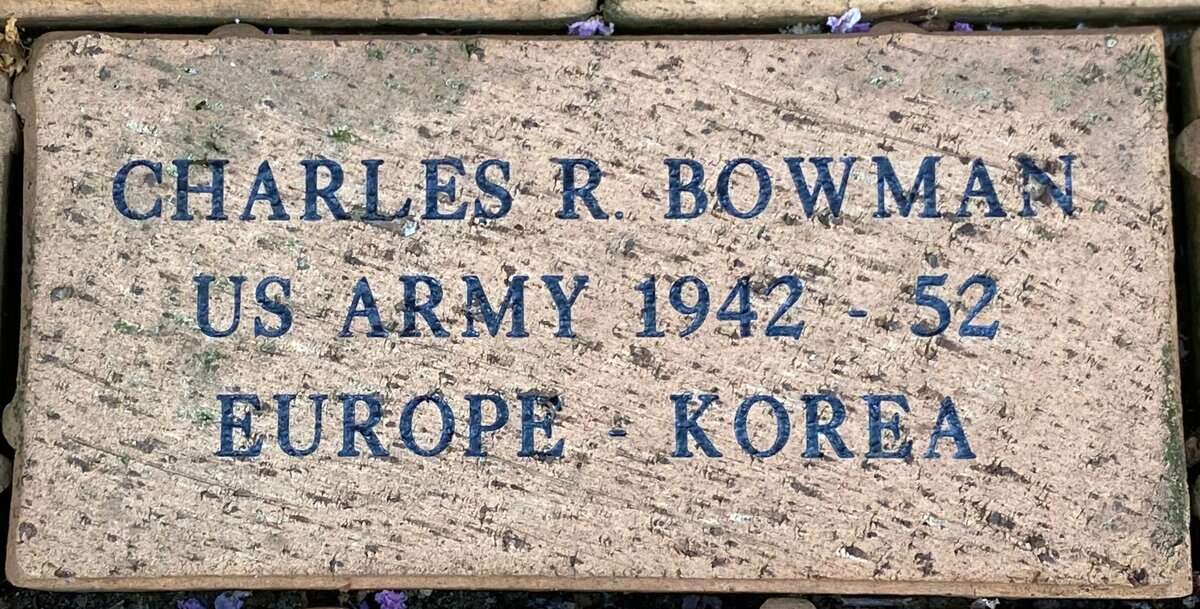 CHARLES R. BOWMAN
US ARMY 1942 - 52
EUROPE - KOREA